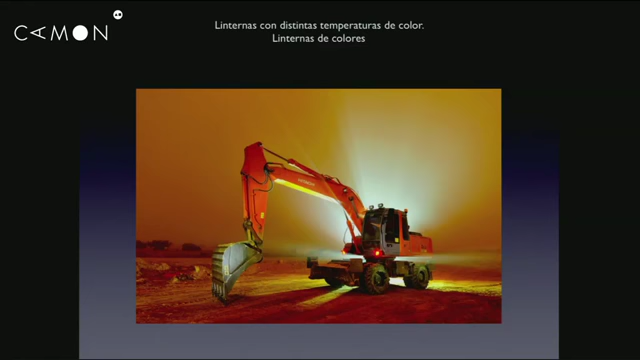 CAMON
Linternas con distintas temperaturas de color.
Linternas de colores